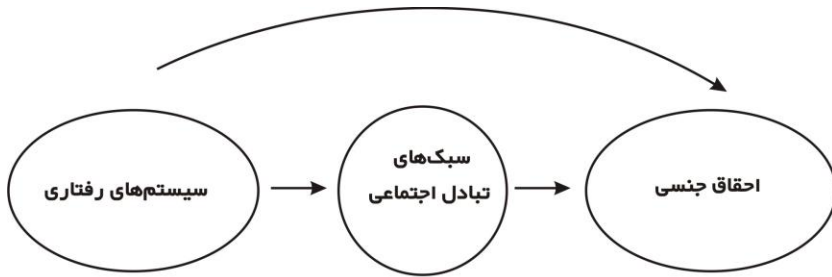 سیستم‌های رفتاری
سبک‌های
تبادل اجتماعی
احقاق جنسی